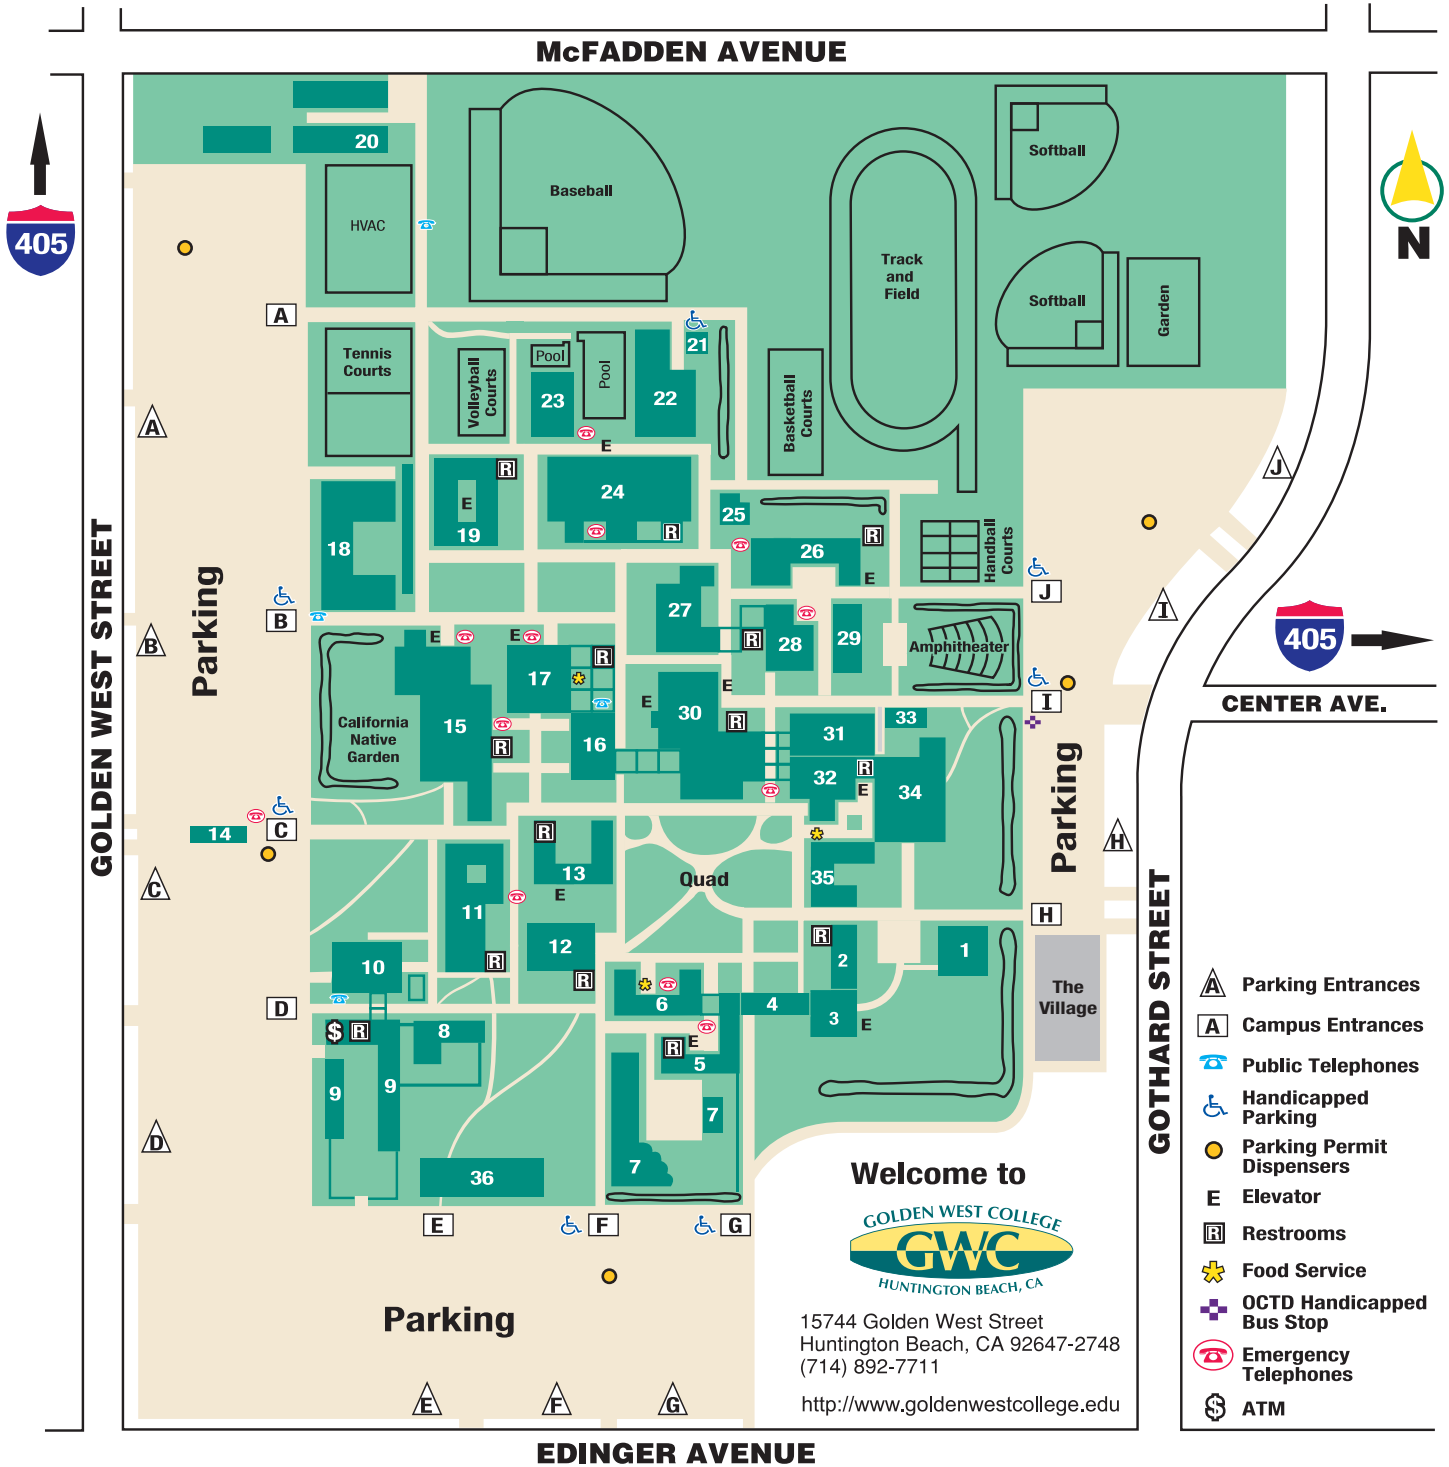 McFADDEN AVENUE
20
Baseball
Softball
HVAC
405
N
Track
and
Field
Softball
Garden
A
21
Tennis
Courts
Volleyball
Courts
Pool
Pool
23
22
Basketball
Courts
A
E
J
R
24
E
19
R
25
R
26
E
Handball
Courts
18
GOLDEN WEST STREET
Parking
B
B
J
I
405
27
28
29
R
Amphitheater
E
E
R
17
CENTER AVE.
I
California
Native
Garden
15
R
16
E
E
30
R
31
33
32
R
E
34
Parking
H
14
C
C
R
13
E
11
R
12
R
Quad
35
H
GOTHARD STREET
10
D
6
4
2
R
1
3
E
The
Village
$
R
8
9
9
R
E
5
7
7
D
36
E
F
G
Parking
E
F
G
Welcome to
GOLDEN WEST COLLEGE
GWC
HUNTINGTON BEACH, CA
15744 Golden West Street
Huntington Beach, CA 92647-2748
(714) 892-7711
http://www.goldenwestcollege.edu
A Parking Entrances
A Campus Entrances
Public Telephones
Handicapped
Parking
Parking Permit
Dispensers
E Elevator
R Restrooms
Food Service
OCTD Handicapped
Bus Stop
Emergency
Telephones
$ ATM
EDINGER AVENUE